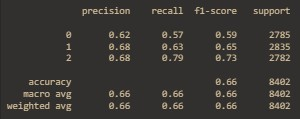 precision recall f1-score support
0 0.62 0.57 0.59 2785
1 0.68 0.63 0.65 2835
2 0.68 0.79 0.73 2782
accuracy 0.66 8402
macro avg 0.66 0.66 0.66 8402
weighted avg 0.66 0.66 0.66 8402